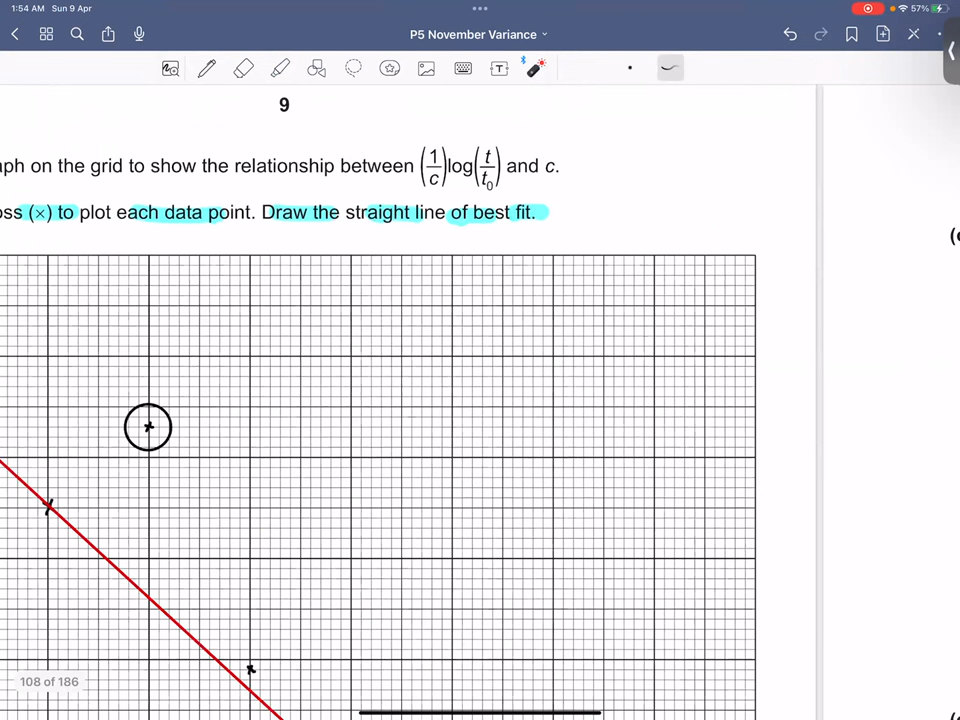 1:54 AM Sun 9 Apr
57%
P5 November Variance
T
9
aph on the grid to show the relationship between (1/c)log(t/t₀) and c.
oss (×) to plot each data point. Draw the straight line of best fit.
(
108 of 186